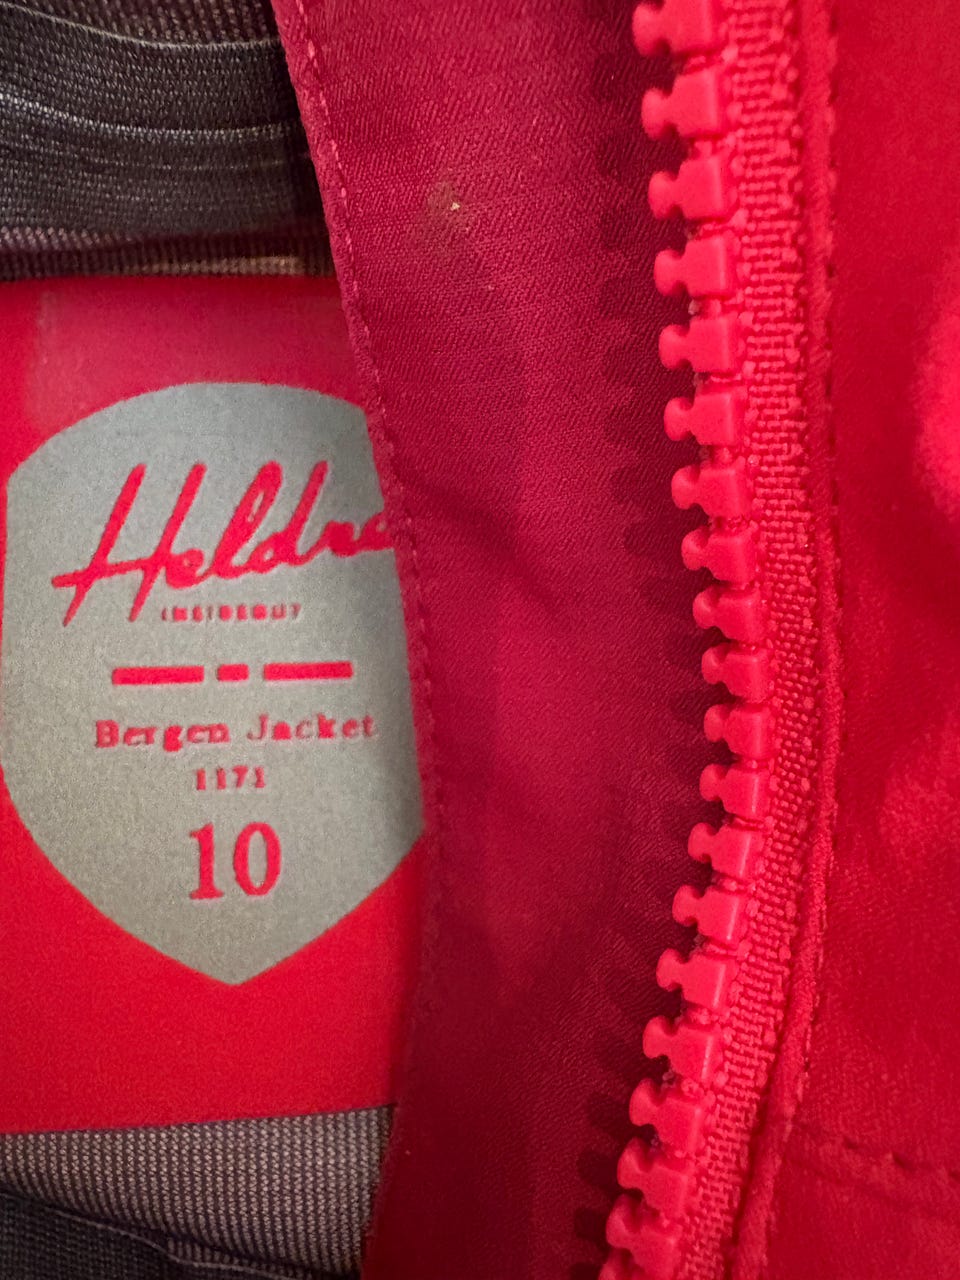 Heldre
INSIDEOUT
Bergen Jacket
1171
10